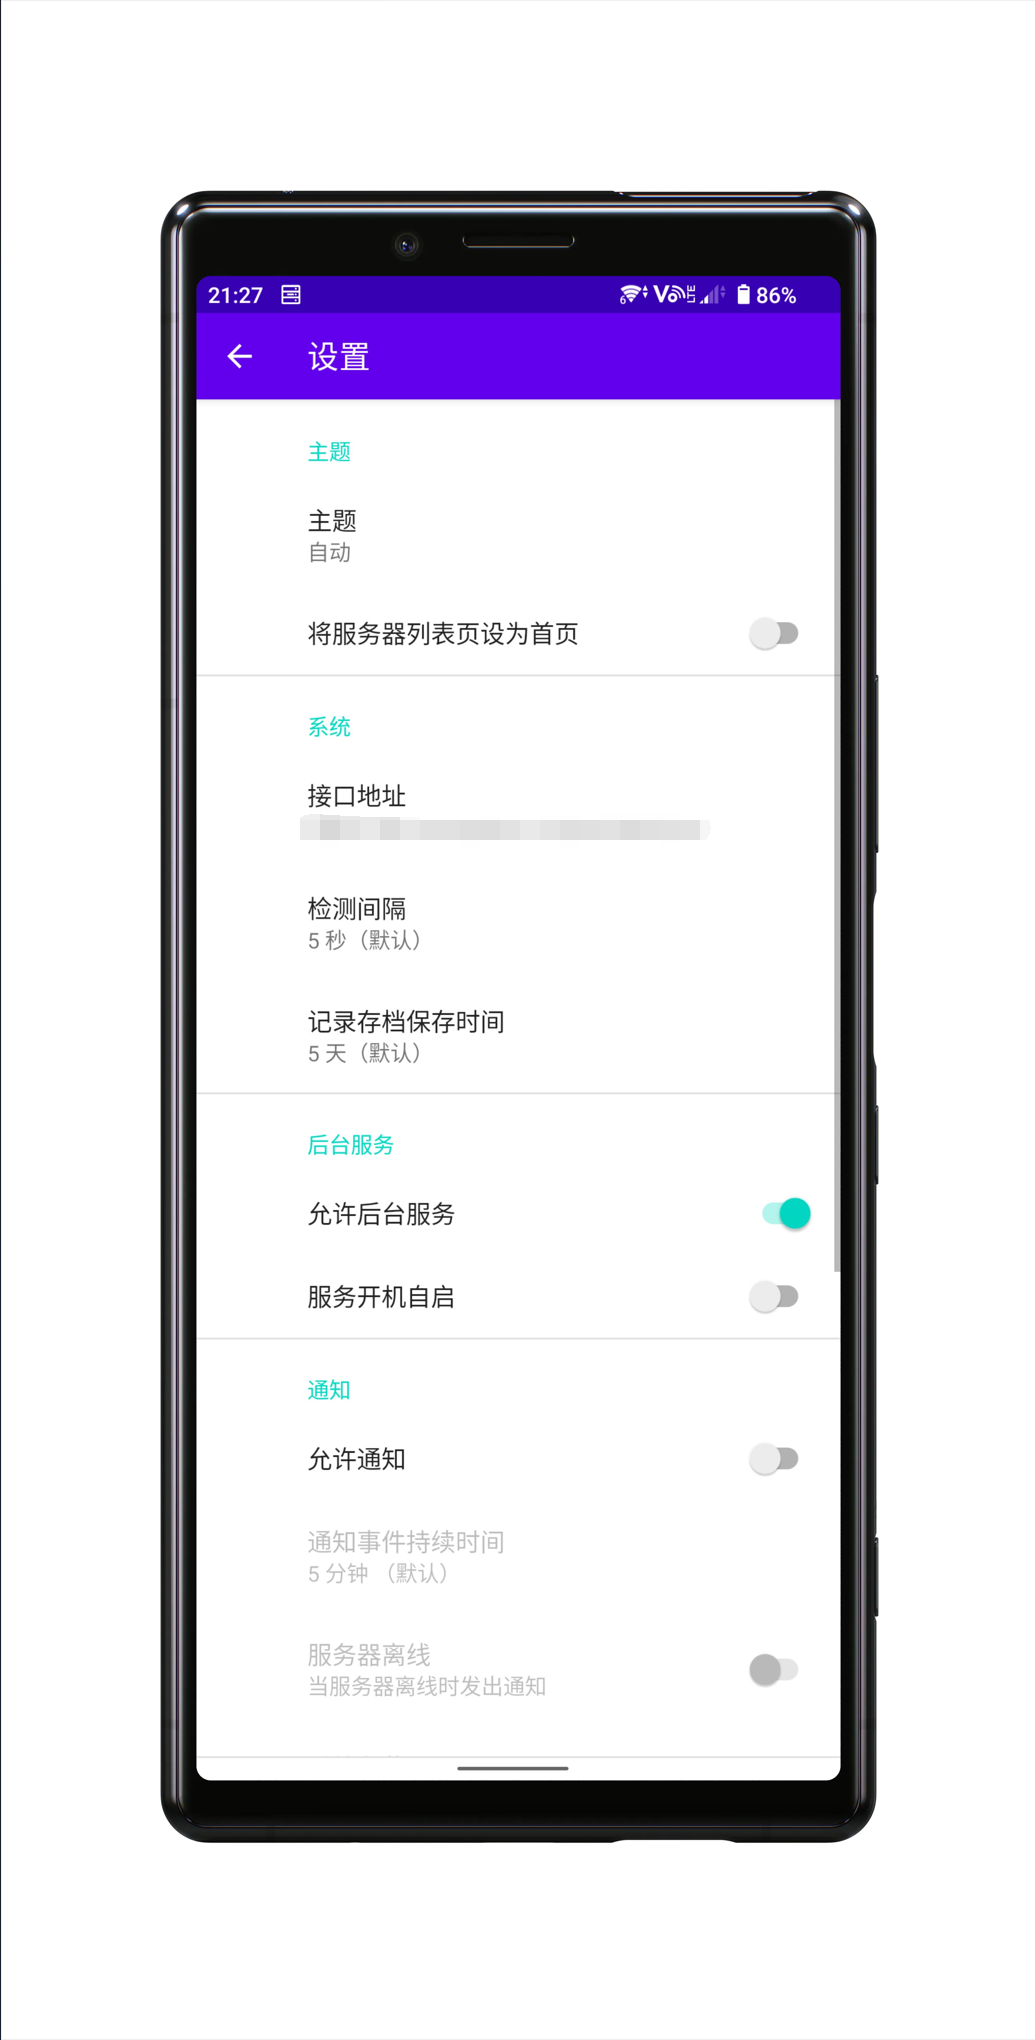 21:27
6 VoLTE 86%
设置
主题
主题
自动
将服务器列表页设为首页
系统
接口地址
检测间隔
5 秒（默认）
记录存档保存时间
5 天（默认）
后台服务
允许后台服务
服务开机自启
通知
允许通知
通知事件持续时间
5 分钟 （默认）
服务器离线
当服务器离线时发出通知